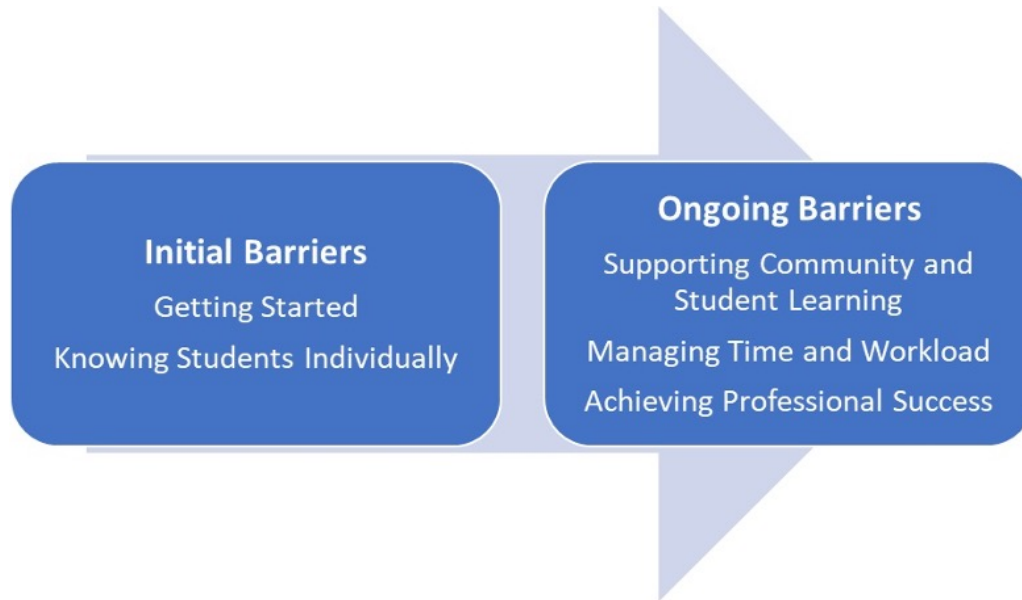 Initial Barriers
Getting Started
Knowing Students Individually
Ongoing Barriers
Supporting Community and
Student Learning
Managing Time and Workload
Achieving Professional Success